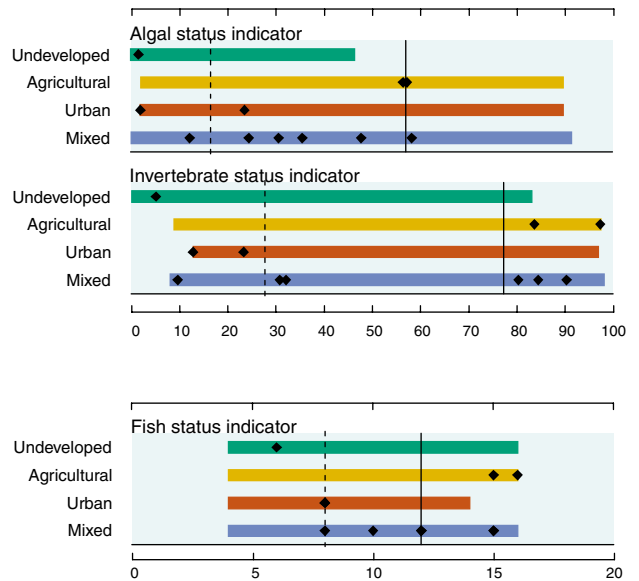 Algal status indicator
Undeveloped
Agricultural
Urban
Mixed
Invertebrate status indicator
Undeveloped
Agricultural
Urban
Mixed
0 10 20 30 40 50 60 70 80 90 100
Fish status indicator
Undeveloped
Agricultural
Urban
Mixed
0 5 10 15 20